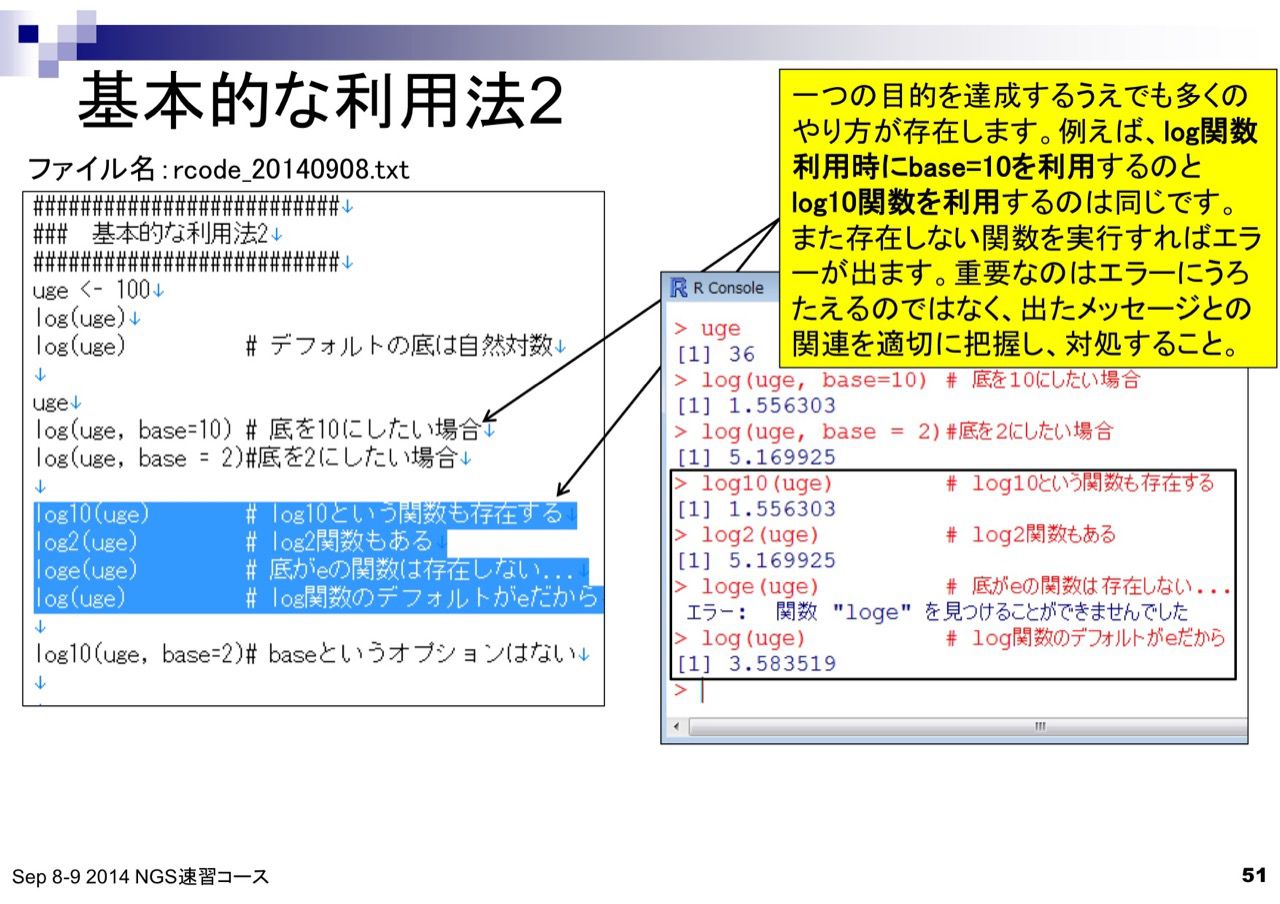 基本的な利用法2
ファイル名：rcode_20140908.txt
##########################↓
###　基本的な利用法2↓
##########################↓
uge <- 100↓
log(uge)↓
log(uge)　　　　# デフォルトの底は自然対数↓
↓
uge↓
log(uge, base=10) # 底を10にしたい場合↓
log(uge, base = 2)#底を2にしたい場合↓
↓
log10(uge)　　　# log10という関数も存在する↓
log2(uge)　　　 # log2関数もある↓
loge(uge)　　　 # 底がeの関数は存在しない...↓
log(uge)　　　　# log関数のデフォルトがeだから
↓
log10(uge, base=2)# baseというオプションはない↓
↓
一つの目的を達成するうえでも多くの
やり方が存在します。例えば、log関数
利用時にbase=10を利用するのと
log10関数を利用するのは同じです。
また存在しない関数を実行すればエラ
ーが出ます。重要なのはエラーにうろ
たえるのではなく、出たメッセージとの
関連を適切に把握し、対処すること。
R R Console
> uge
[1] 36
> log(uge, base=10) # 底を10にしたい場合
[1] 1.556303
> log(uge, base = 2)#底を2にしたい場合
[1] 5.169925
> log10(uge)　　　# log10という関数も存在する
[1] 1.556303
> log2(uge)　　　 # log2関数もある
[1] 5.169925
> loge(uge)　　　 # 底がeの関数は存在しない...
エラー:　関数 "loge" を見つけることができませんでした
> log(uge)　　　　# log関数のデフォルトがeだから
[1] 3.583519
>
Sep 8-9 2014 NGS速習コース
51